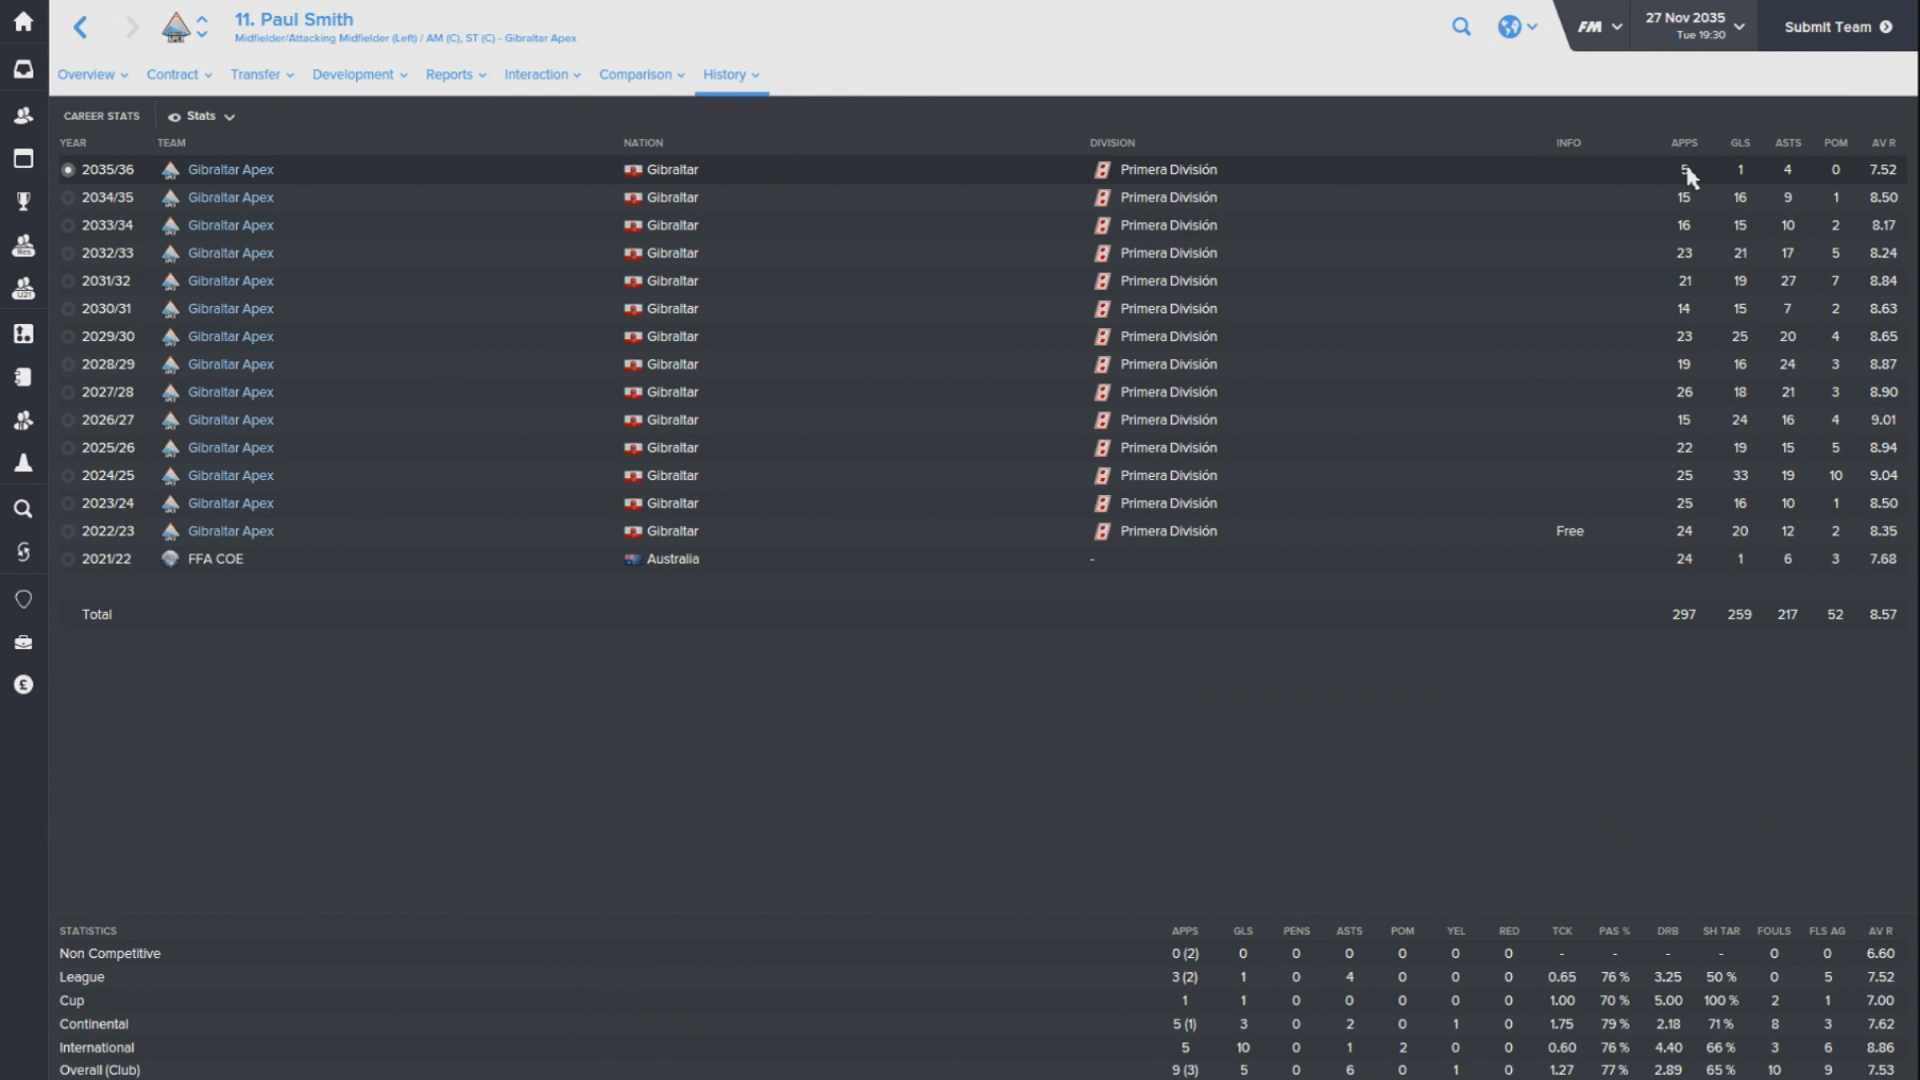 11. Paul Smith
Midfielder/Attacking Midfielder (Left) / AM (C), ST (C) - Gibraltar Apex
FM
27 Nov 2035
Tue 19:30
Submit Team
Overview Contract Transfer Development Reports Interaction Comparison History
CAREER STATS Stats
YEAR TEAM NATION DIVISION INFO APPS GLS ASTS POM AV R
2035/36 Gibraltar Apex Gibraltar Primera División 5 1 4 0 7.52
2034/35 Gibraltar Apex Gibraltar Primera División 15 16 9 1 8.50
2033/34 Gibraltar Apex Gibraltar Primera División 16 15 10 2 8.17
2032/33 Gibraltar Apex Gibraltar Primera División 23 21 17 5 8.24
2031/32 Gibraltar Apex Gibraltar Primera División 21 19 27 7 8.84
2030/31 Gibraltar Apex Gibraltar Primera División 14 15 7 2 8.63
2029/30 Gibraltar Apex Gibraltar Primera División 23 25 20 4 8.65
2028/29 Gibraltar Apex Gibraltar Primera División 19 16 24 3 8.87
2027/28 Gibraltar Apex Gibraltar Primera División 26 18 21 3 8.90
2026/27 Gibraltar Apex Gibraltar Primera División 15 24 16 4 9.01
2025/26 Gibraltar Apex Gibraltar Primera División 22 19 15 5 8.94
2024/25 Gibraltar Apex Gibraltar Primera División 25 33 19 10 9.04
2023/24 Gibraltar Apex Gibraltar Primera División 25 16 10 1 8.50
2022/23 Gibraltar Apex Gibraltar Primera División Free 24 20 12 2 8.35
2021/22 FFA COE Australia - 24 1 6 3 7.68
Total 297 259 217 52 8.57
STATISTICS APPS GLS PENS ASTS POM YEL RED TCK PAS % DRB SH TAR FOULS FLS AG AV R
Non Competitive 0 (2) 0 0 0 0 0 0 - - - - 0 0 6.60
League 3 (2) 1 0 4 0 0 0 0.65 76 % 3.25 50 % 0 5 7.52
Cup 1 1 0 0 0 0 0 1.00 70 % 5.00 100 % 2 1 7.00
Continental 5 (1) 3 0 2 0 1 0 1.75 79 % 2.18 71 % 8 3 7.62
International 5 10 0 1 2 0 0 0.60 76 % 4.40 66 % 3 6 8.86
Overall (Club) 9 (3) 5 0 6 0 1 0 1.27 77 % 2.89 65 % 10 9 7.53